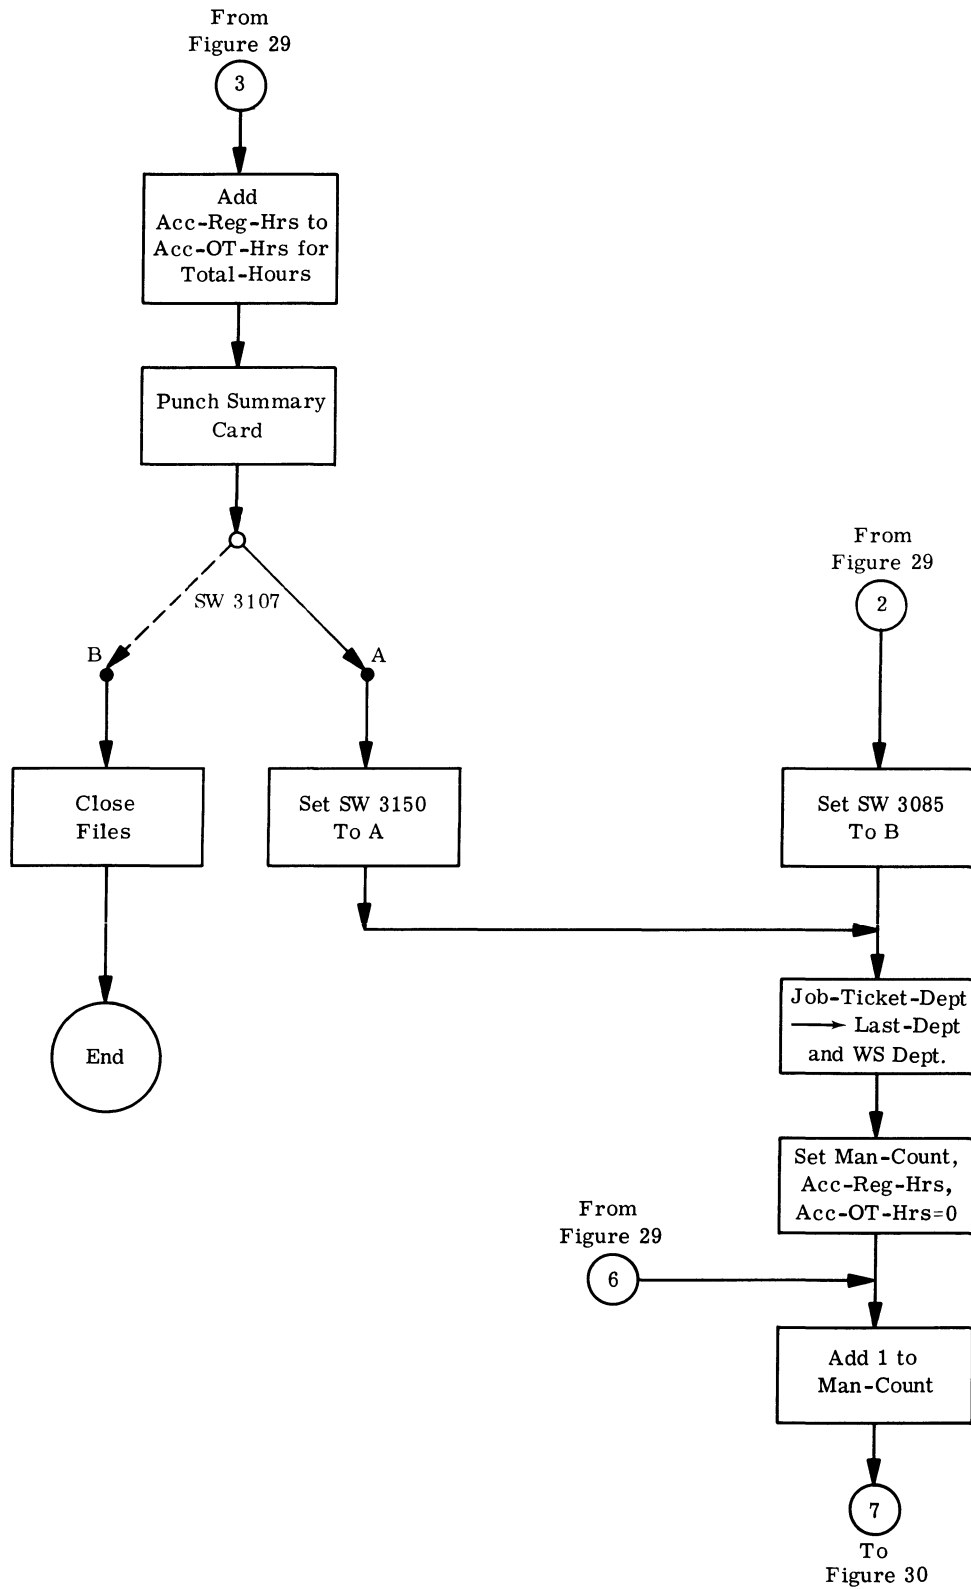 From
Figure 29
3
Add
Acc-Reg-Hrs to
Acc-OT-Hrs for
Total-Hours
Punch Summary
Card
SW 3107
B
A
Close
Files
Set SW 3150
To A
End
From
Figure 29
2
Set SW 3085
To B
Job-Ticket-Dept
Last-Dept
and WS Dept.
Set Man-Count,
Acc-Reg-Hrs,
Acc-OT-Hrs=0
From
Figure 29
6
Add 1 to
Man-Count
7
To
Figure 30